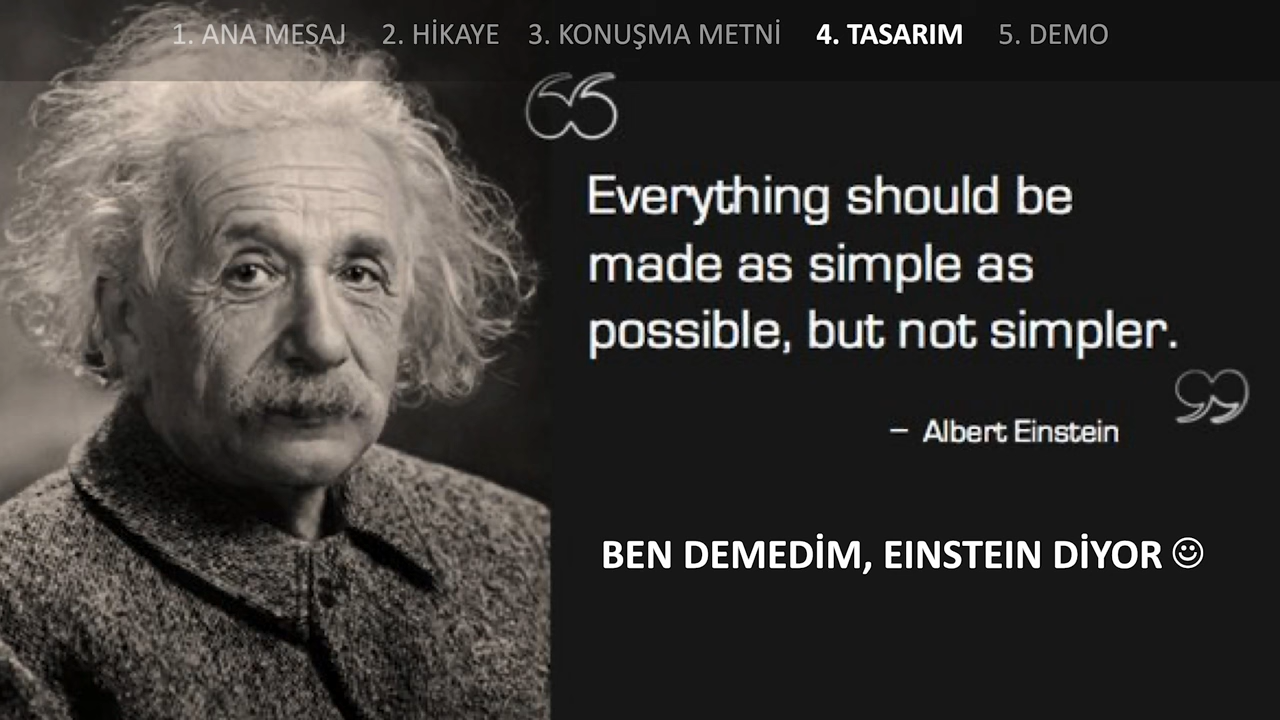 1. ANA MESAJ 2. HİKAYE 3. KONUŞMA METNİ 4. TASARIM 5. DEMO
“
Everything should be
made as simple as
possible, but not simpler.
”
– Albert Einstein
BEN DEMEDİM, EINSTEIN DİYOR ☺